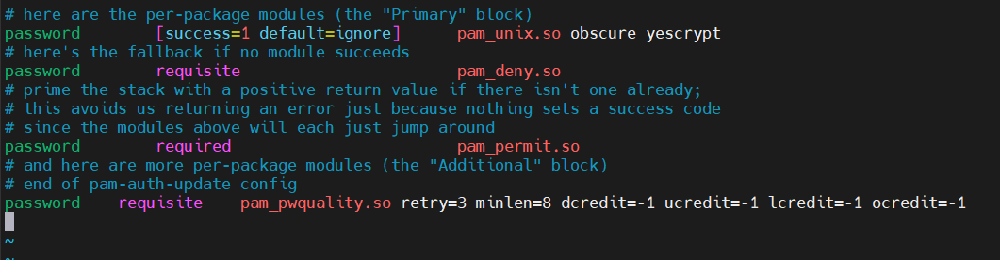 # here are the per-package modules (the "Primary" block)
password        [success=1 default=ignore]      pam_unix.so obscure yescrypt
# here's the fallback if no module succeeds
password        requisite                       pam_deny.so
# prime the stack with a positive return value if there isn't one already;
# this avoids us returning an error just because nothing sets a success code
# since the modules above will each just jump around
password        required                        pam_permit.so
# and here are more per-package modules (the "Additional" block)
# end of pam-auth-update config
password    requisite    pam_pwquality.so retry=3 minlen=8 dcredit=-1 ucredit=-1 lcredit=-1 ocredit=-1
~
~